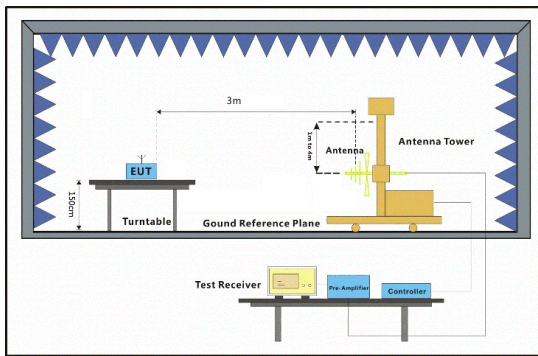 3m
1m to 4m
Antenna
Antenna Tower
EUT
150cm
Turntable
Gound Reference Plane
Test Receiver
Pre-Amplifier
Controller